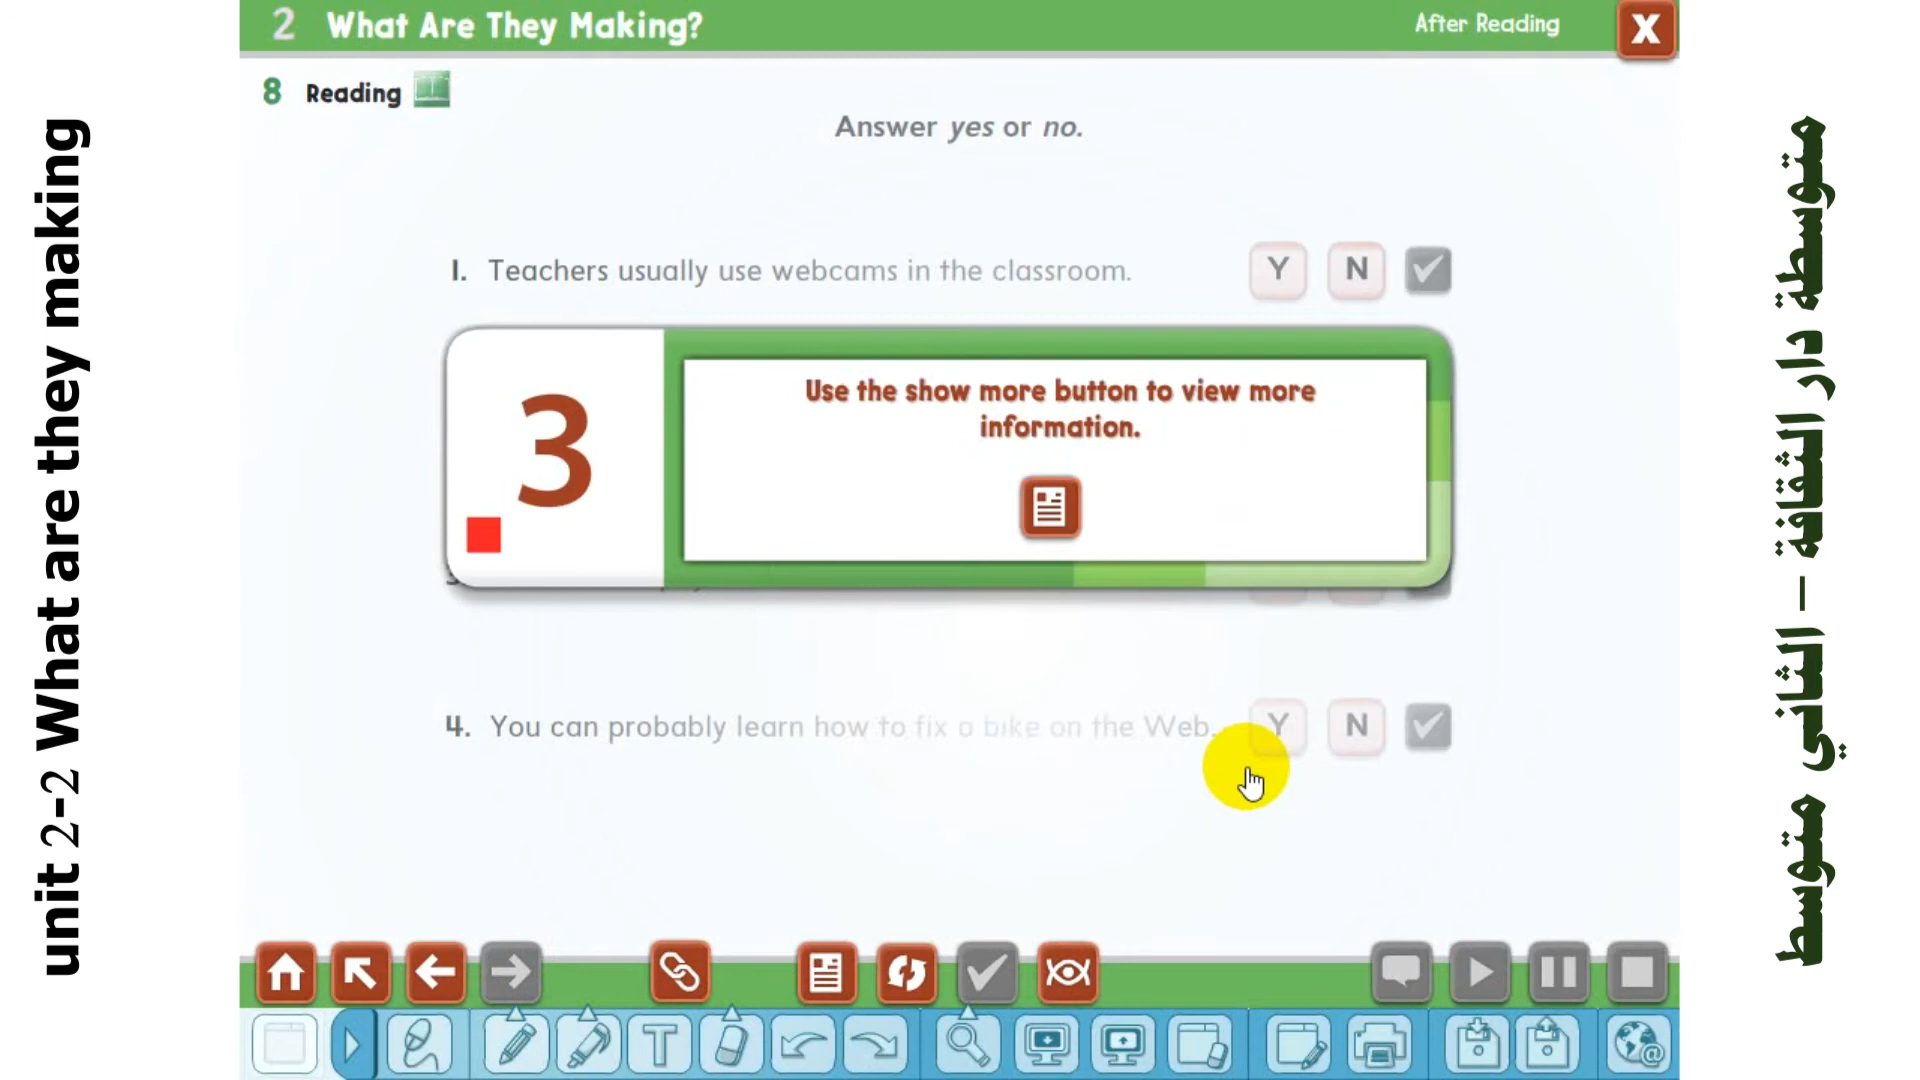 unit 2-2 What are they making
2 What Are They Making?
After Reading
X
8 Reading
Answer yes or no.
1. Teachers usually use webcams in the classroom.
Y N
3
Use the show more button to view more
information.
4. You can probably learn how to fix a bike on the Web.
Y N
T
متوسطة دار الثقافة – الثاني متوسط